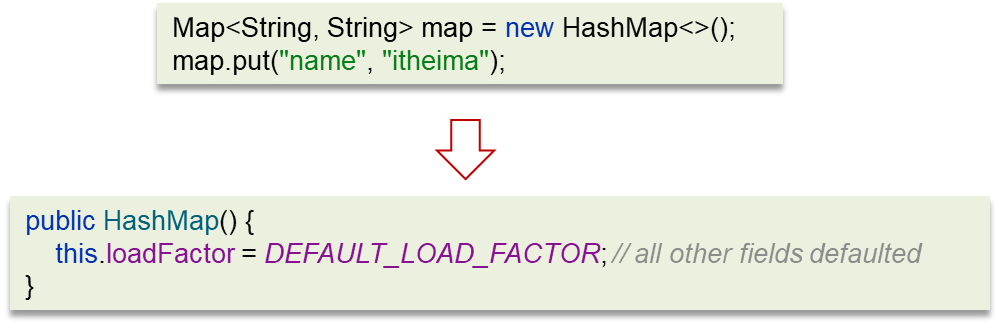 Map<String, String> map = new HashMap<>();
map.put("name", "itheima");
public HashMap() {
this.loadFactor = DEFAULT_LOAD_FACTOR; // all other fields defaulted
}